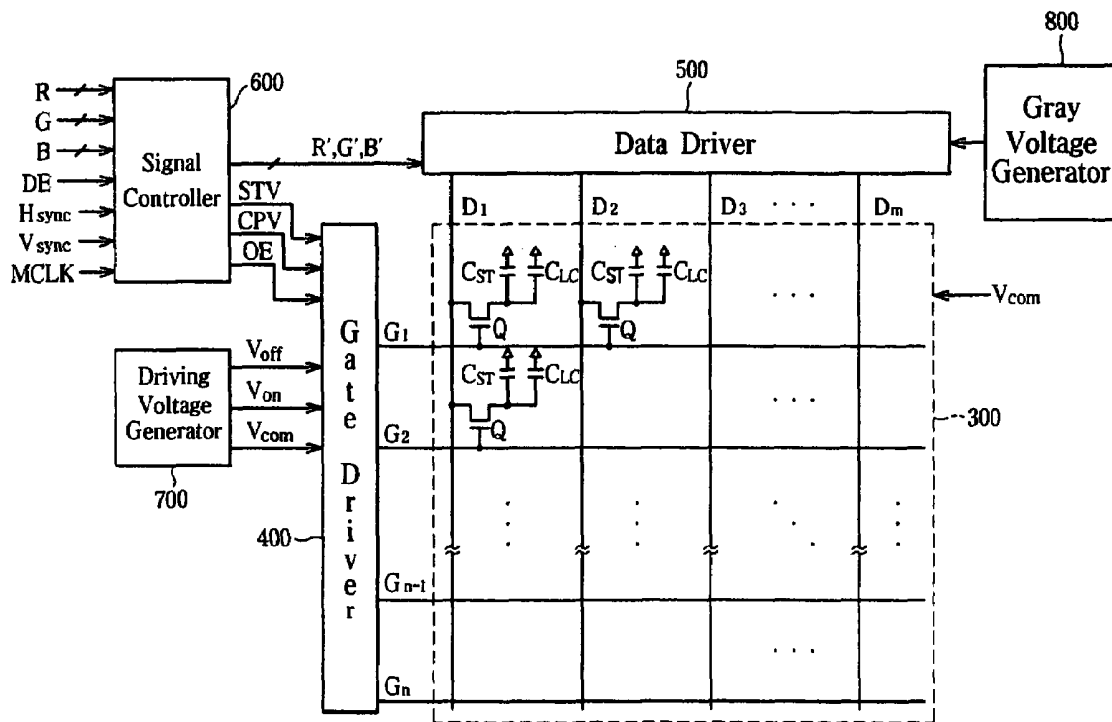 800
600
500
R
G
B
DE
Hsync
Vsync
MCLK
Signal
Controller
R',G',B'
STV
CPV
OE
Data Driver
Gray
Voltage
Generator
D1
D2
D3
. . .
Dm
CST
CLC
CST
CLC
. . .
Vcom
Q
Q
G1
CST
CLC
. . .
Q
G2
300
Driving
Voltage
Generator
Voff
Von
Vcom
700
Gate Driver
400
Gn-1
. . .
Gn